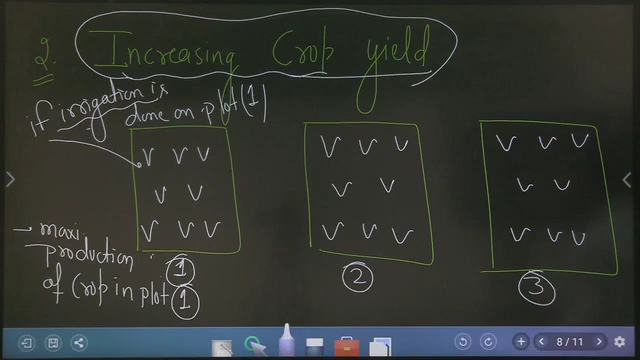 2. Increasing Crop yield
if irrigation is
done on plot (1)
→ maxi
production
of Crop in plot 1
1
2
3
8 / 11